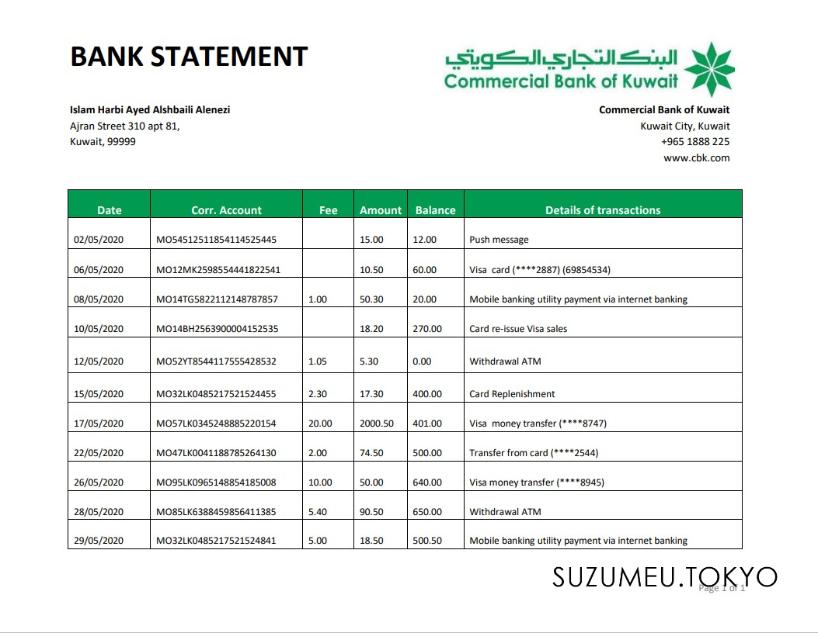 BANK STATEMENT
البنك التجاري الكويتي
Commercial Bank of Kuwait
Islam Harbi Ayed Alshbaili Alenezi
Ajran Street 310 apt 81,
Kuwait, 99999
Commercial Bank of Kuwait
Kuwait City, Kuwait
+965 1888 225
www.cbk.com
Date Corr. Account Fee Amount Balance Details of transactions
02/05/2020 MO54512511854114525445 15.00 12.00 Push message
06/05/2020 MO12MK2598554441822541 10.50 60.00 Visa card (****2887) (69854534)
08/05/2020 MO14TG5822112148787857 1.00 50.30 20.00 Mobile banking utility payment via internet banking
10/05/2020 MO14BH2563900004152535 18.20 270.00 Card re-issue Visa sales
12/05/2020 MO52YT8544117555428532 1.05 5.30 0.00 Withdrawal ATM
15/05/2020 MO32LK0485217521524455 2.30 17.30 400.00 Card Replenishment
17/05/2020 MO57LK0345248885220154 20.00 2000.50 401.00 Visa money transfer (****8747)
22/05/2020 MO47LK0041188785264130 2.00 74.50 500.00 Transfer from card (****2544)
26/05/2020 MO95LK0965148854185008 10.00 50.00 640.00 Visa money transfer (****8945)
28/05/2020 MO85LK6388459856411385 5.40 90.50 650.00 Withdrawal ATM
29/05/2020 MO32LK0485217521524841 5.00 18.50 500.50 Mobile banking utility payment via internet banking
SUZUMEU.TOKYO
Page 1 of 1